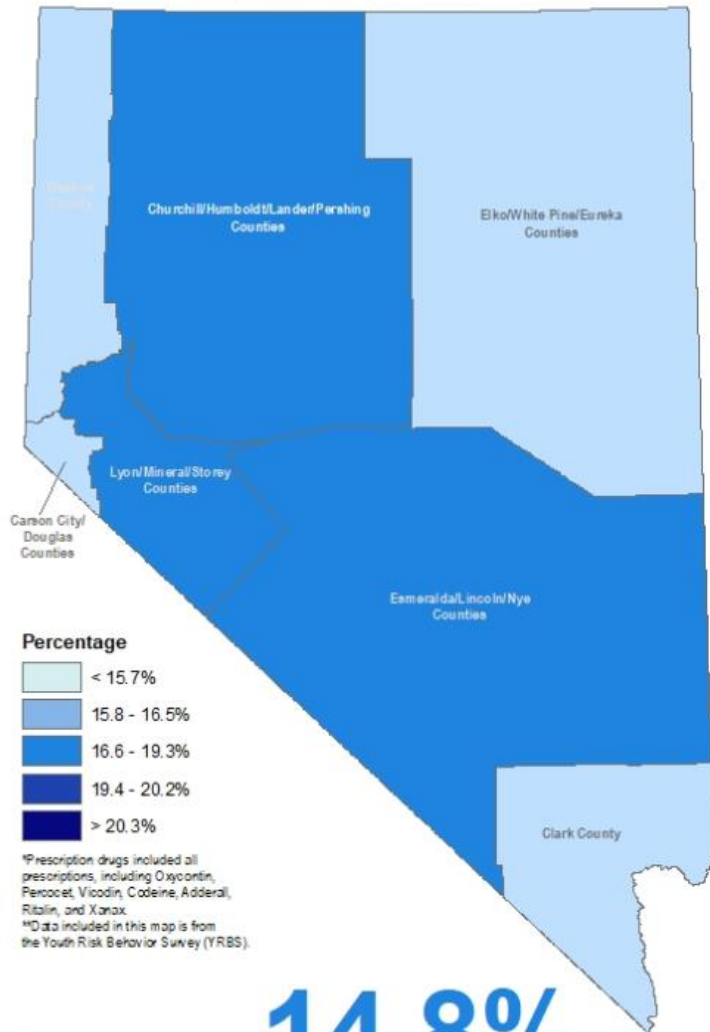 Churchill/Humboldt/Lander/Pershing
Counties
Elko/White Pine/Eureka
Counties
Lyon/Mineral/Storey
Counties
Carson City/
Douglas
Counties
Esmeralda/Lincoln/Nye
Counties
Clark County
Percentage
< 15.7%
15.8 - 16.5%
16.6 - 19.3%
19.4 - 20.2%
> 20.3%
*Prescription drugs included all
prescriptions, including Oxycontin,
Percocet, Vicodin, Codeine, Adderall,
Ritalin, and Xanax.
**Data included in this map is from
the Youth Risk Behavior Survey (YRBS).
14.8%